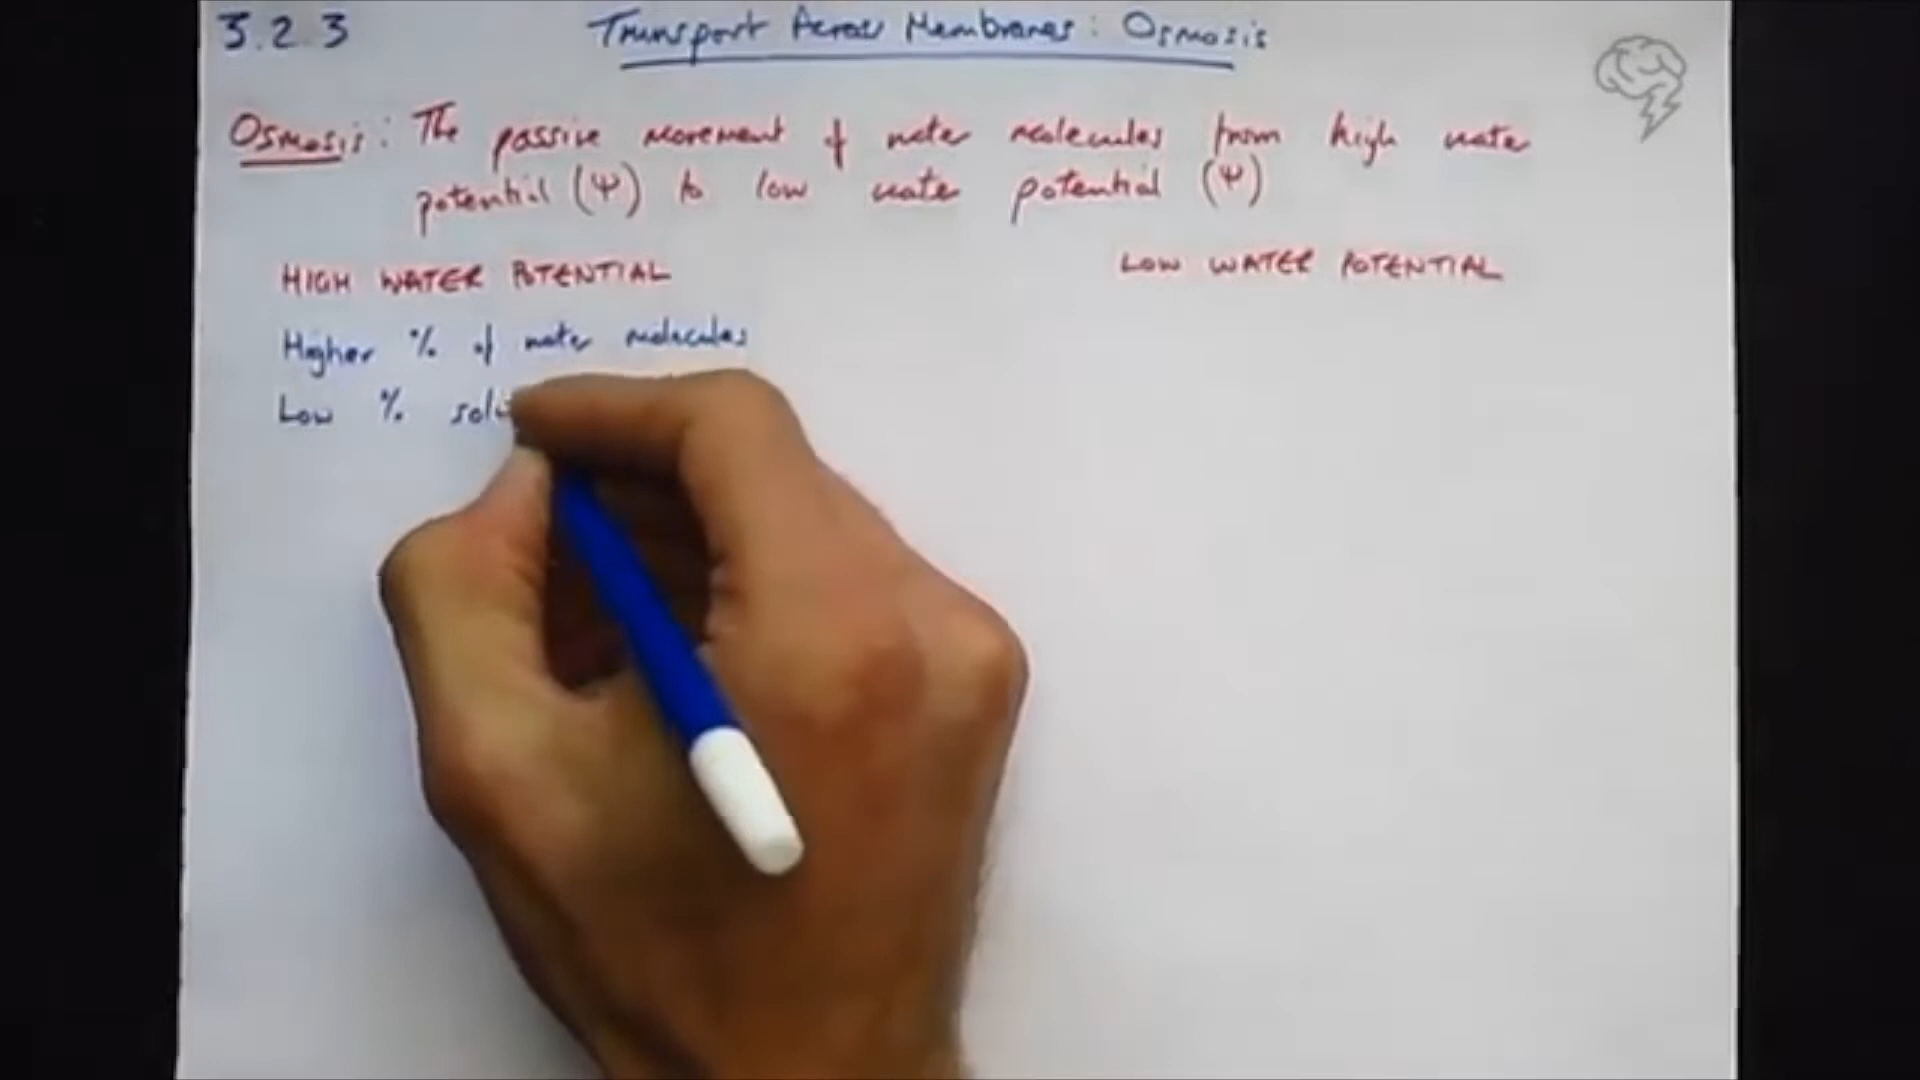 3.2.3
Transport Across Membranes: Osmosis
Osmosis: The passive movement of water molecules from high water
potential (Ψ) to low water potential (Ψ)
HIGH WATER POTENTIAL
LOW WATER POTENTIAL
Higher % of water molecules
Low %